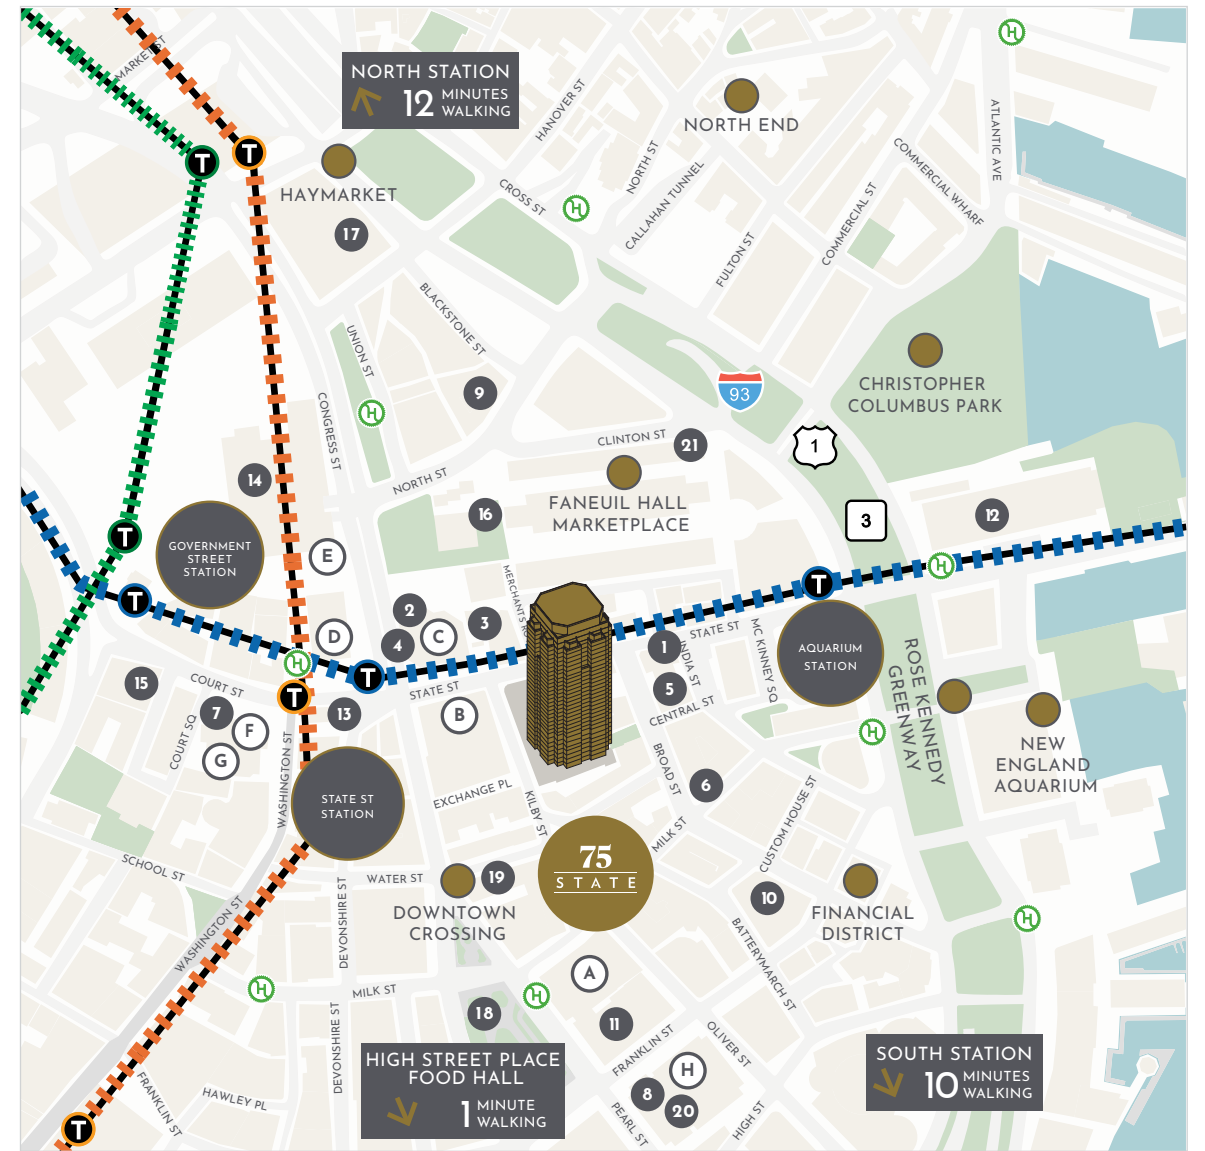 MARKET ST
NORTH STATION
12 MINUTES
WALKING
HANOVER ST
NORTH END
ATLANTIC AVE
T
T
HAYMARKET
17
CROSS ST
NORTH ST
CALLAHAN TUNNEL
COMMERCIAL WHARF
COMMERCIAL ST
FULTON ST
BLACKSTONE ST
UNION ST
CONGRESS ST
9
93
1
3
CHRISTOPHER
COLUMBUS PARK
CLINTON ST
21
NORTH ST
14
16
FANEUIL HALL
MARKETPLACE
12
T
GOVERNMENT
STREET
STATION
E
MERCHANTS R
T
T
2
D
4
C
3
1
STATE ST
INDIA ST
MC KINNEY SQ
AQUARIUM
STATION
ROSE KENNEDY
GREENWAY
T
15
COURT ST
7
COURT SQ
F
G
T
13
STATE ST
B
5
CENTRAL ST
NEW
ENGLAND
AQUARIUM
WASHINGTON ST
STATE ST
STATION
EXCHANGE PL
KILBY ST
BROAD ST
6
MILK ST
CUSTOM HOUSE ST
75
STATE
SCHOOL ST
WATER ST
19
DOWNTOWN
CROSSING
DEVONSHIRE ST
10
FINANCIAL
DISTRICT
WASHINGTON ST
BATTERYMARCH ST
A
MILK ST
18
11
DEVONSHIRE ST
FRANKLIN ST
OLIVER ST
HIGH STREET PLACE
FOOD HALL
1 MINUTE
WALKING
SOUTH STATION
10 MINUTES
WALKING
H
8
20
PEARL ST
HIGH ST
HAWLEY PL
FRANKLIN ST
T